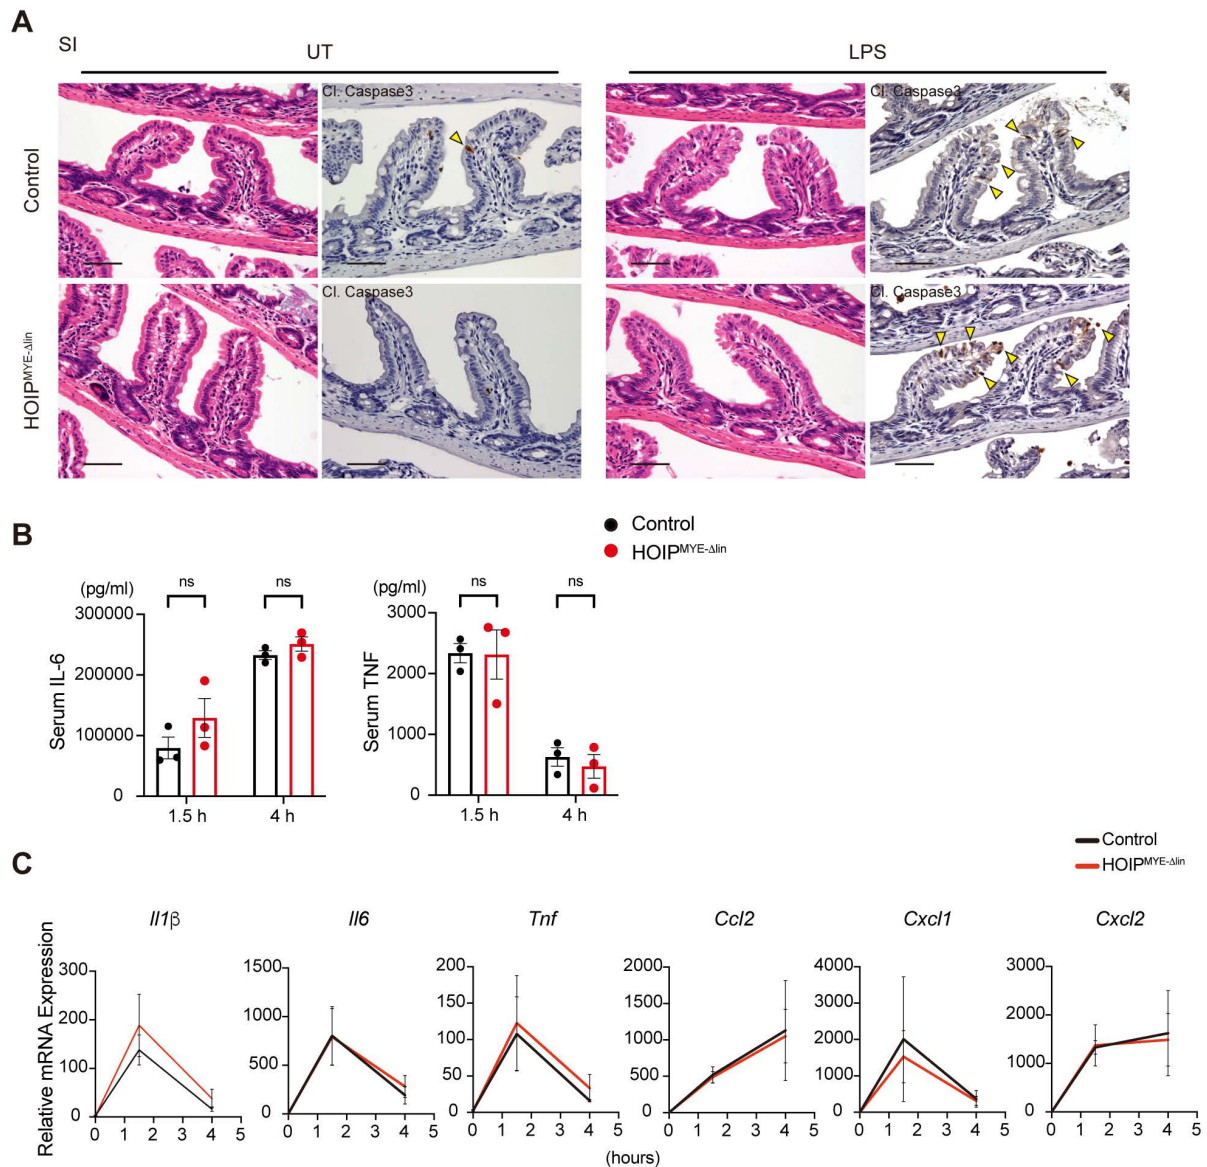 A
SI
UT
LPS
Control
Cl. Caspase3
Cl. Caspase3
HOIPMYE-Δlin
Cl. Caspase3
Cl. Caspase3
B
Control
HOIPMYE-Δlin
(pg/ml)
ns
ns
Serum IL-6
300000
200000
100000
0
1.5 h
4 h
(pg/ml)
ns
ns
Serum TNF
3000
2000
1000
0
1.5 h
4 h
C
Control
HOIPMYE-Δlin
Relative mRNA Expression
Il1β
300
200
100
0
0 1 2 3 4 5
Il6
1500
1000
500
0
0 1 2 3 4 5
Tnf
200
150
100
50
0
0 1 2 3 4 5
Ccl2
2000
1500
1000
500
0
0 1 2 3 4 5
Cxcl1
4000
3000
2000
1000
0
0 1 2 3 4 5
Cxcl2
3000
2000
1000
0
0 1 2 3 4 5
(hours)